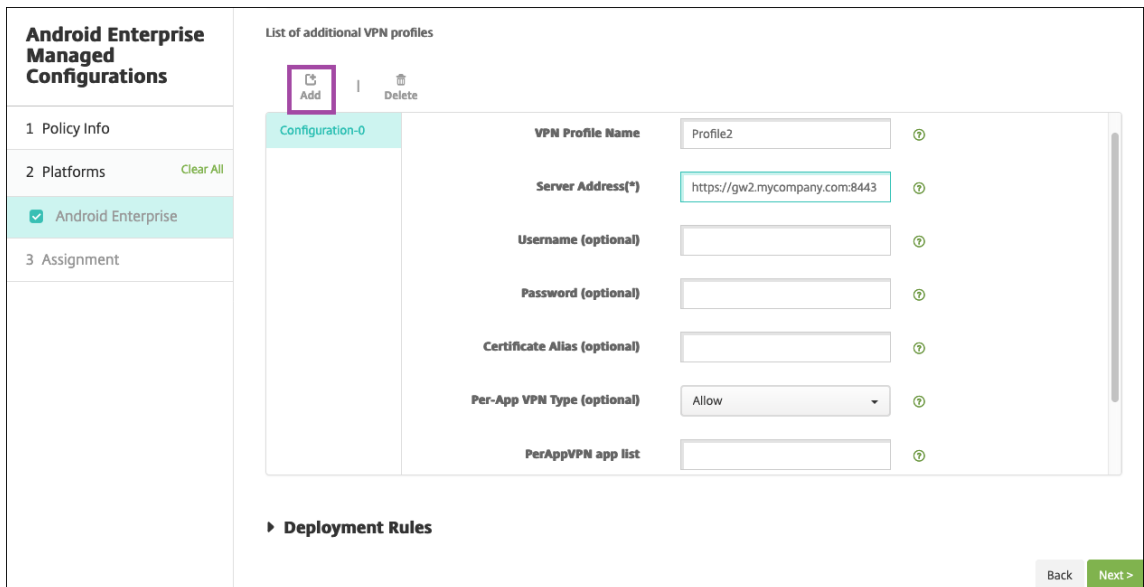 Android Enterprise
Managed
Configurations
1 Policy Info
2 Platforms
Clear All
Android Enterprise
3 Assignment
List of additional VPN profiles
Add
Delete
Configuration-0
VPN Profile Name
Profile2
Server Address(*)
https://gw2.mycompany.com:8443
Username (optional)
Password (optional)
Certificate Alias (optional)
Per-App VPN Type (optional)
Allow
PerAppVPN app list
Deployment Rules
Back
Next >